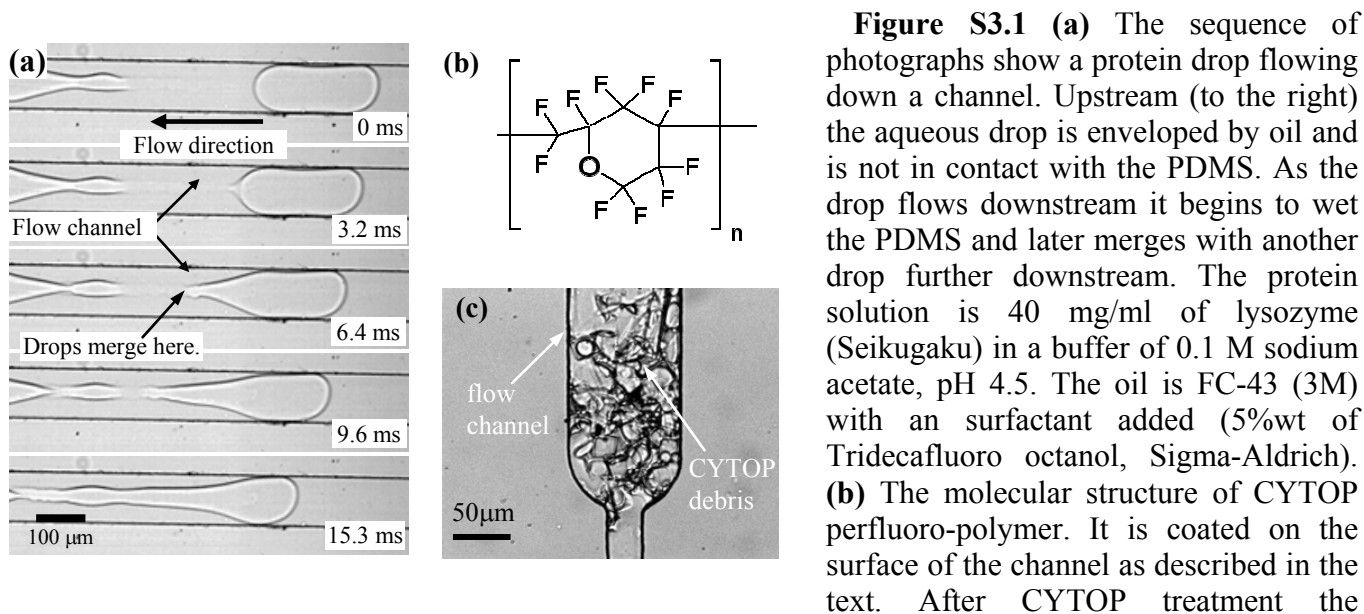 (a)
0 ms
Flow direction
3.2 ms
Flow channel
6.4 ms
Drops merge here.
9.6 ms
100 μm
15.3 ms
(b)
F
F
F
F
F
F
F
F
F
F
O
n
(c)
flow
channel
CYTOP
debris
50μm
Figure S3.1 (a) The sequence of
photographs show a protein drop flowing
down a channel. Upstream (to the right)
the aqueous drop is enveloped by oil and
is not in contact with the PDMS. As the
drop flows downstream it begins to wet
the PDMS and later merges with another
drop further downstream. The protein
solution is 40 mg/ml of lysozyme
(Seikugaku) in a buffer of 0.1 M sodium
acetate, pH 4.5. The oil is FC-43 (3M)
with an surfactant added (5%wt of
Tridecafluoro octanol, Sigma-Aldrich).
(b) The molecular structure of CYTOP
perfluoro-polymer. It is coated on the
surface of the channel as described in the
text. After CYTOP treatment the